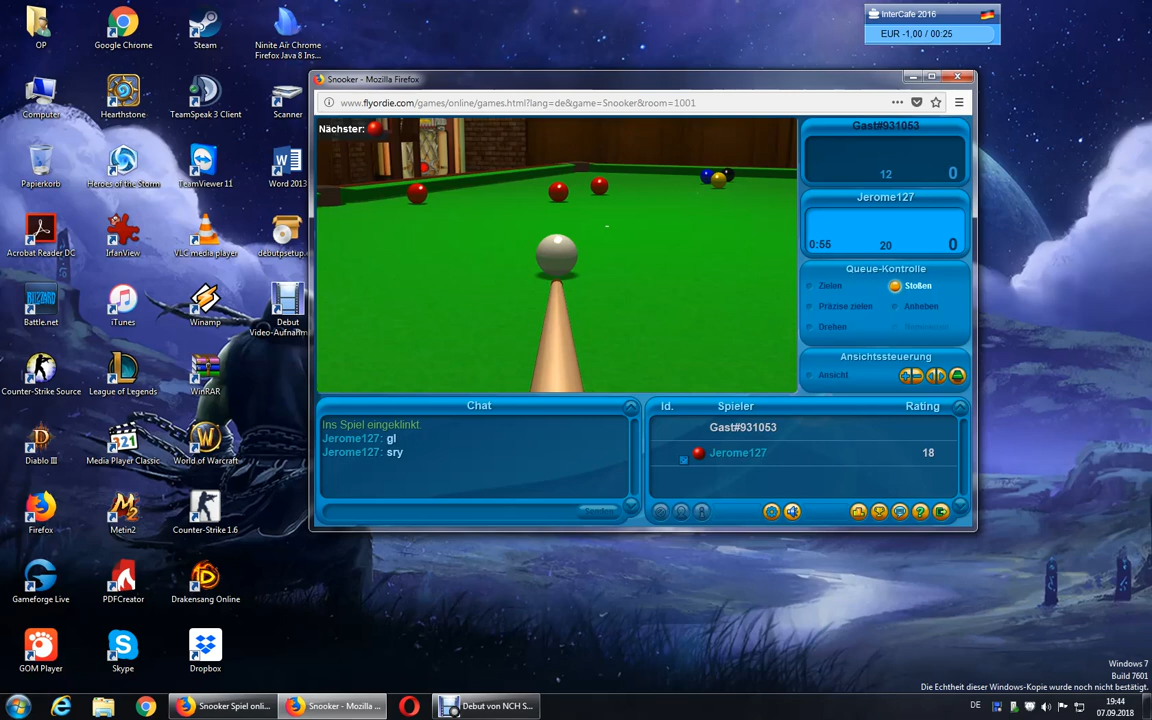 OP
Google Chrome
Steam
Ninite Air Chrome
Firefox Java 8 Ins...
InterCafe 2016
EUR -1,00 / 00:25
Computer
Hearthstone
TeamSpeak 3 Client
Scanner
Papierkorb
Heroes of the Storm
TeamViewer 11
Word 2013
Acrobat Reader DC
IrfanView
VLC media player
debutpsetup.e
Battle.net
iTunes
Winamp
Debut
Video-Aufnahm
Counter-Strike Source
League of Legends
WinRAR
Diablo III
Media Player Classic
World of Warcraft
Firefox
Metin2
Counter-Strike 1.6
Gameforge Live
PDFCreator
Drakensang Online
GOM Player
Skype
Dropbox
Snooker - Mozilla Firefox
www.flyordie.com/games/online/games.html?lang=de&game=Snooker&room=1001
Nächster:
Gast#931053
12 0
Jerome127
0:55 20 0
Queue-Kontrolle
Zielen Stoßen
Präzise zielen Anheben
Drehen
Ansichtssteuerung
Ansicht
Chat
Ins Spiel eingeklinkt.
Jerome127: gl
Jerome127: sry
Id. Spieler Rating
Gast#931053
Jerome127 18
Windows 7
Build 7601
Die Echtheit dieser Windows-Kopie wurde noch nicht bestätigt.
Snooker Spiel onli...
Snooker - Mozilla ...
Debut von NCH S...
DE
19:44
07.09.2018